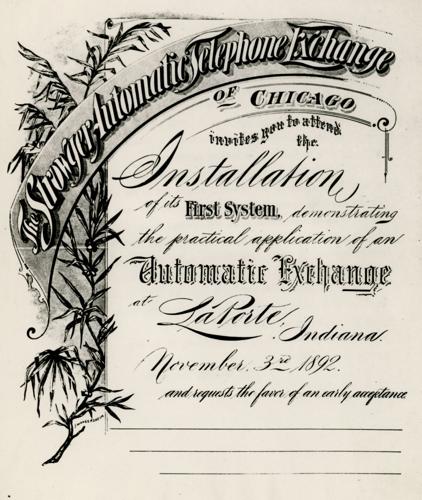 The Strowger Automatic Telephone Exchange
OF CHICAGO
invites you to attend
the
Installation,
of its First System, demonstrating
the practical application of an
Automatic Exchange
at
LaPorte, Indiana.
November, 3rd 1892.
and requests the favor of an early acceptance